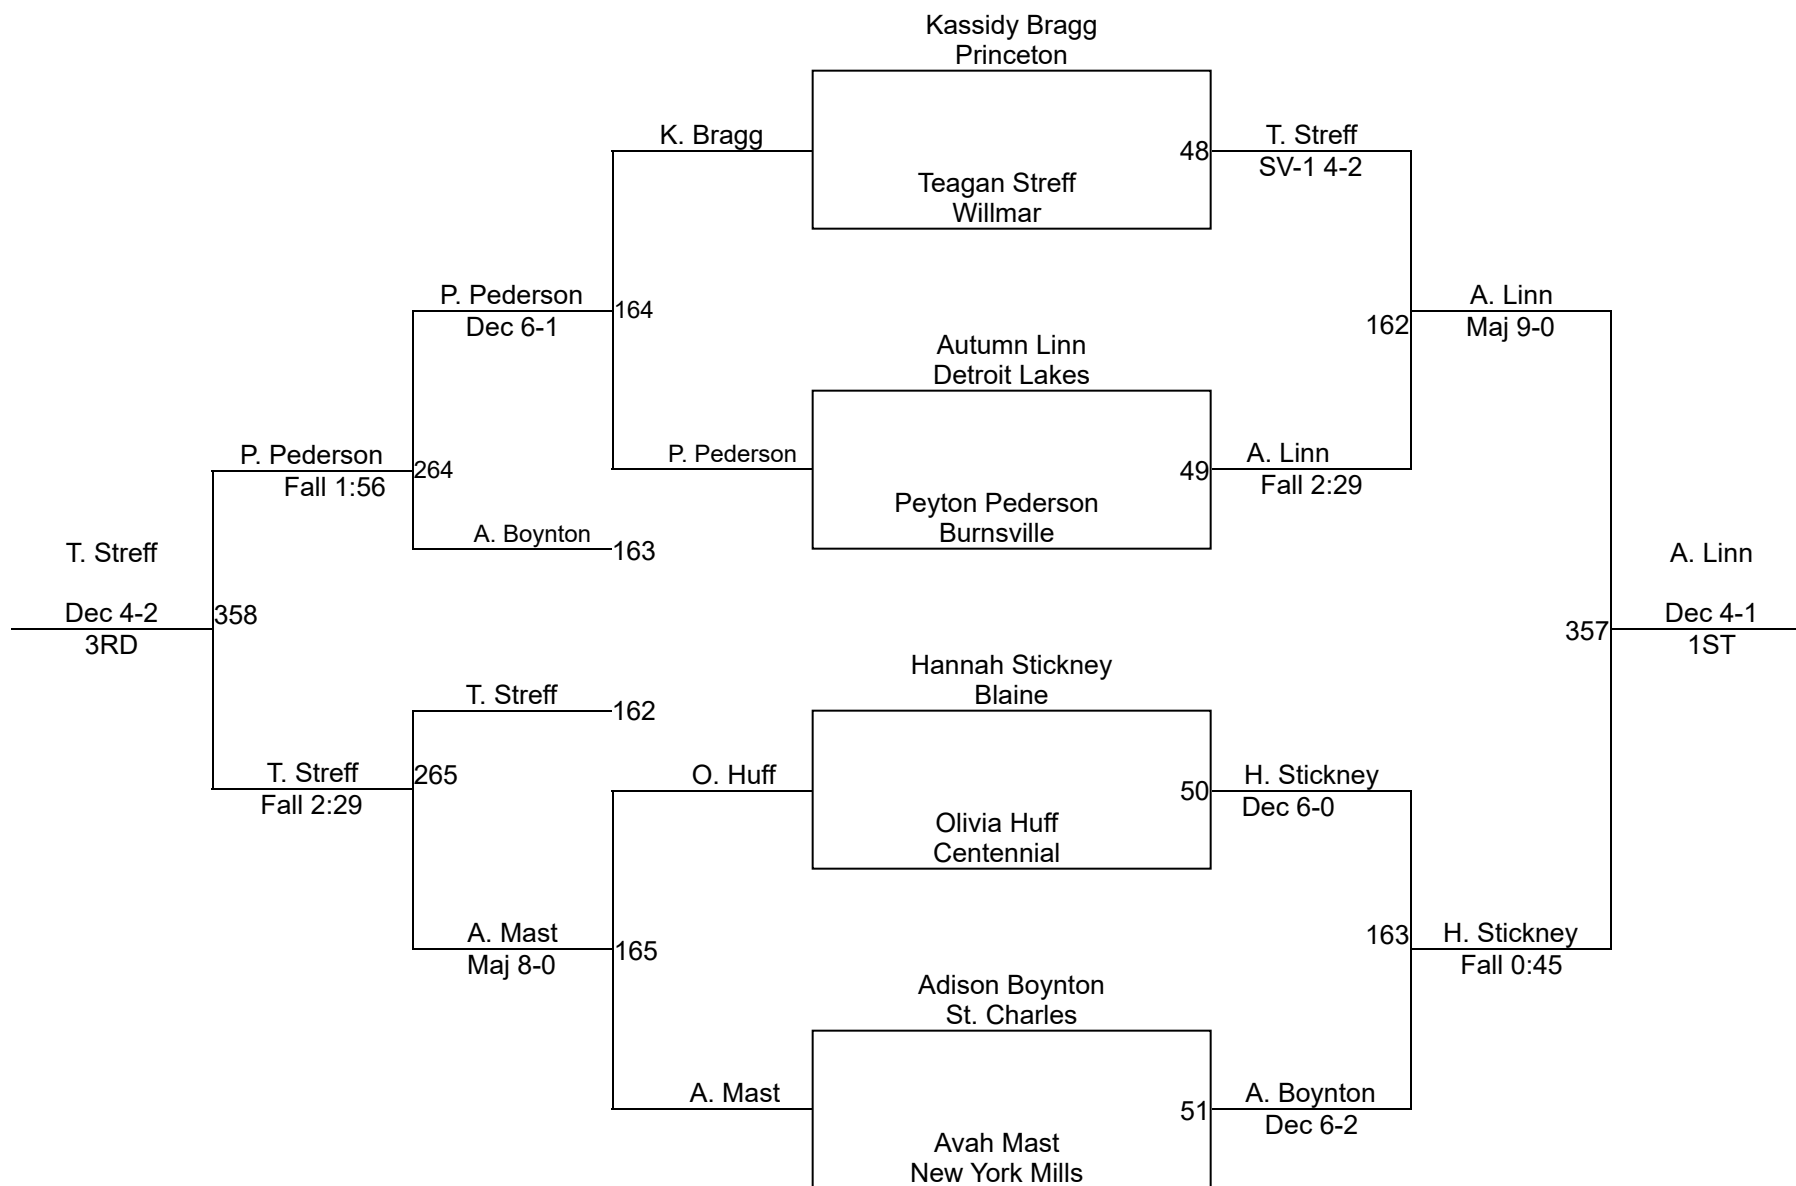 Kassidy Bragg
Princeton
K. Bragg
48
T. Streff
SV-1 4-2
Teagan Streff
Willmar
P. Pederson
Dec 6-1
164
162
A. Linn
Maj 9-0
Autumn Linn
Detroit Lakes
P. Pederson
Fall 1:56
264
P. Pederson
49
A. Linn
Fall 2:29
Peyton Pederson
Burnsville
A. Boynton
163
T. Streff
Dec 4-2
3RD
358
A. Linn
Dec 4-1
1ST
357
Hannah Stickney
Blaine
T. Streff
162
T. Streff
Fall 2:29
265
O. Huff
50
H. Stickney
Dec 6-0
Olivia Huff
Centennial
A. Mast
Maj 8-0
165
163
H. Stickney
Fall 0:45
Adison Boynton
St. Charles
A. Mast
51
A. Boynton
Dec 6-2
Avah Mast
New York Mills